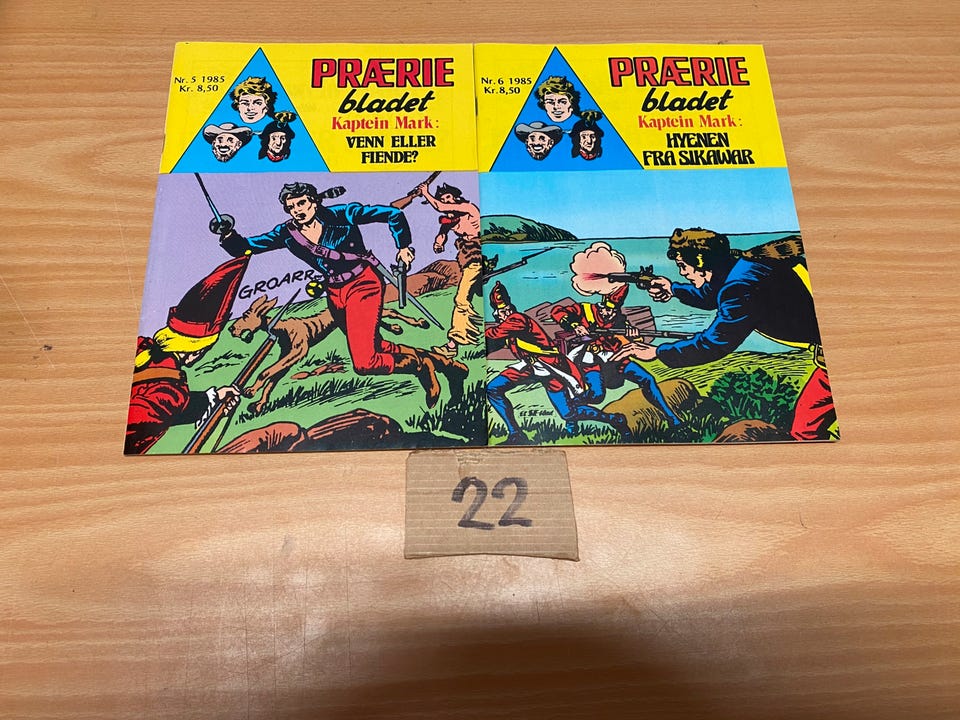 Nr. 5 1985
Kr. 8,50
PRÆRIE
bladet
Kaptein Mark:
VENN ELLER
FIENDE?
GROARR
Nr. 6 1985
Kr. 8,50
PRÆRIE
bladet
Kaptein Mark:
HYENEN
FRA SIKAWAR
22